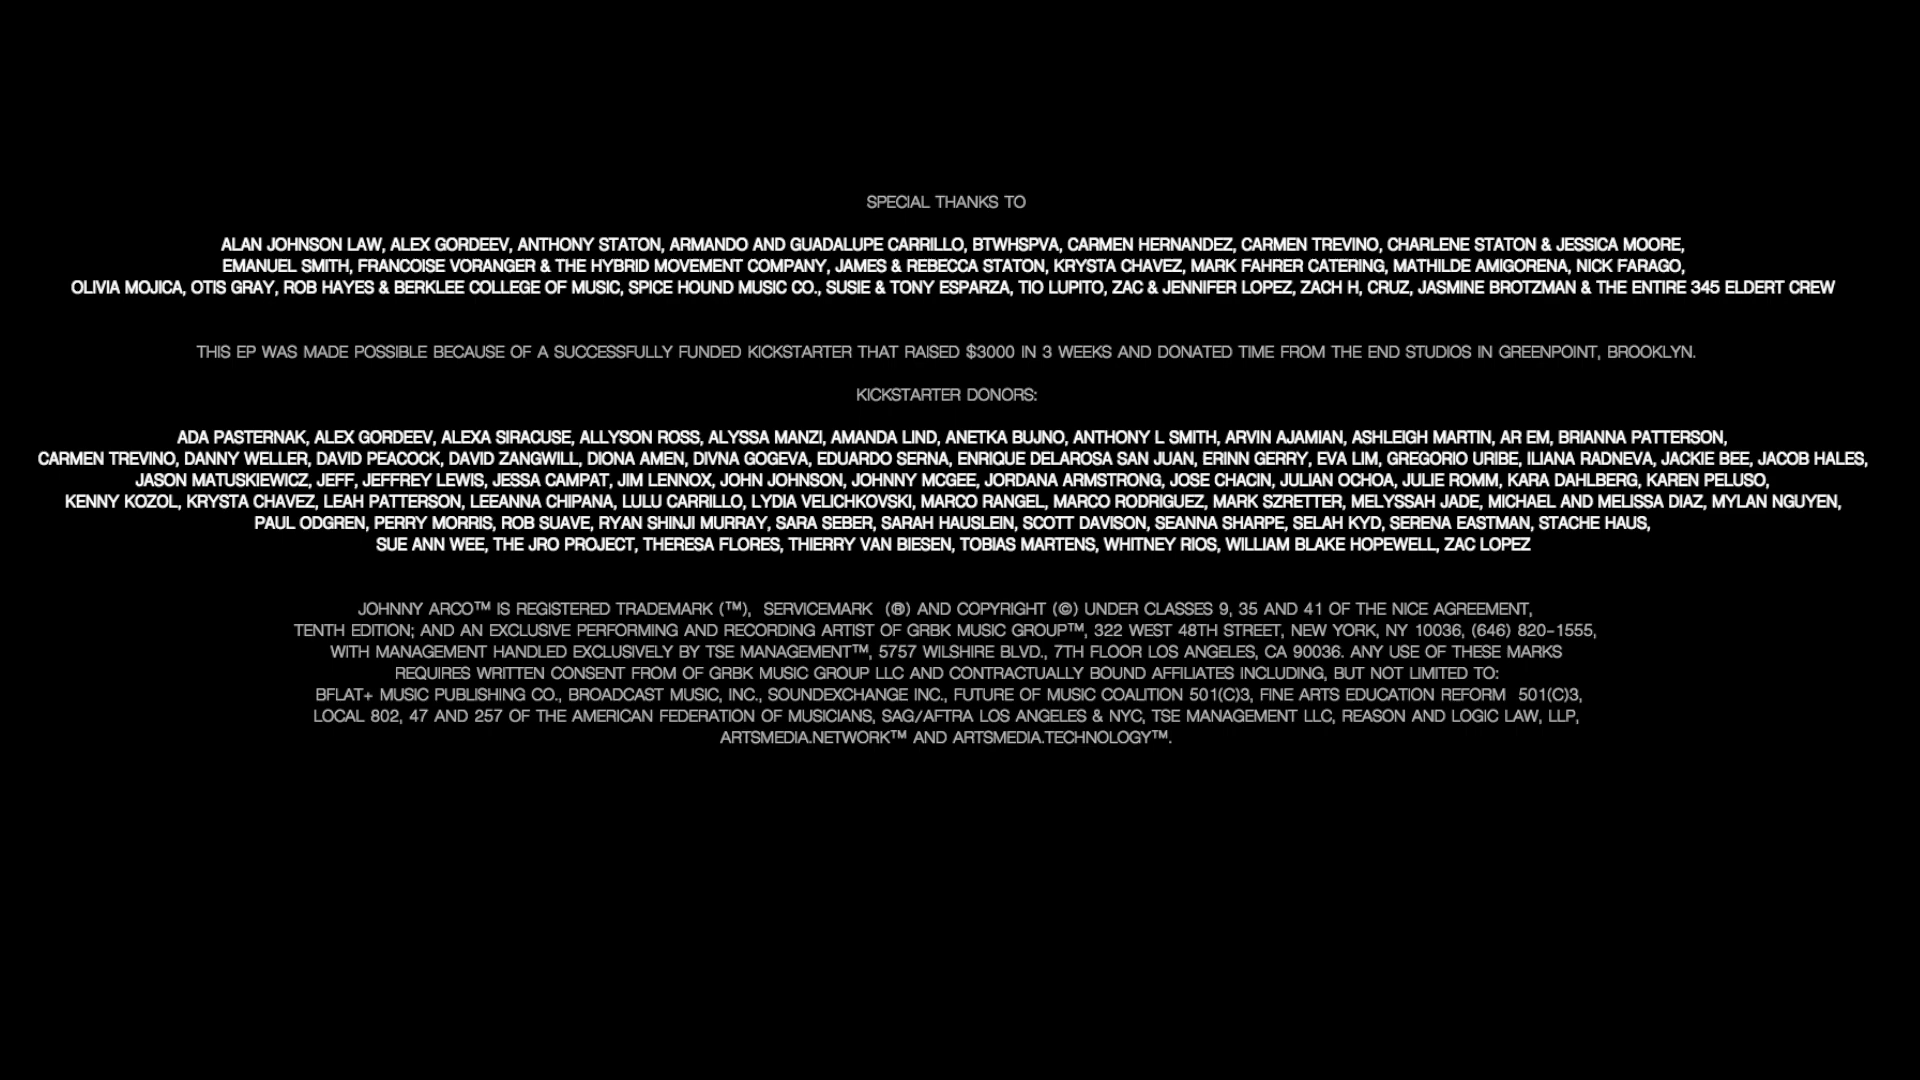 SPECIAL THANKS TO
ALAN JOHNSON LAW, ALEX GORDEEV, ANTHONY STATON, ARMANDO AND GUADALUPE CARRILLO, BTWHSPVA, CARMEN HERNANDEZ, CARMEN TREVINO, CHARLENE STATON & JESSICA MOORE,
EMANUEL SMITH, FRANCOISE VORANGER & THE HYBRID MOVEMENT COMPANY, JAMES & REBECCA STATON, KRYSTA CHAVEZ, MARK FAHRER CATERING, MATHILDE AMIGORENA, NICK FARAGO,
OLIVIA MOJICA, OTIS GRAY, ROB HAYES & BERKLEE COLLEGE OF MUSIC, SPICE HOUND MUSIC CO., SUSIE & TONY ESPARZA, TIO LUPITO, ZAC & JENNIFER LOPEZ, ZACH H, CRUZ, JASMINE BROTZMAN & THE ENTIRE 345 ELDERT CREW
THIS EP WAS MADE POSSIBLE BECAUSE OF A SUCCESSFULLY FUNDED KICKSTARTER THAT RAISED $3000 IN 3 WEEKS AND DONATED TIME FROM THE END STUDIOS IN GREENPOINT, BROOKLYN.
KICKSTARTER DONORS:
ADA PASTERNAK, ALEX GORDEEV, ALEXA SIRACUSE, ALLYSON ROSS, ALYSSA MANZI, AMANDA LIND, ANETKA BUJNO, ANTHONY L SMITH, ARVIN AJAMIAN, ASHLEIGH MARTIN, AR EM, BRIANNA PATTERSON,
CARMEN TREVINO, DANNY WELLER, DAVID PEACOCK, DAVID ZANGWILL, DIONA AMEN, DIVNA GOGEVA, EDUARDO SERNA, ENRIQUE DELAROSA SAN JUAN, ERINN GERRY, EVA LIM, GREGORIO URIBE, ILIANA RADNEVA, JACKIE BEE, JACOB HALES,
JASON MATUSKIEWICZ, JEFF, JEFFREY LEWIS, JESSA CAMPAT, JIM LENNOX, JOHN JOHNSON, JOHNNY MCGEE, JORDANA ARMSTRONG, JOSE CHACIN, JULIAN OCHOA, JULIE ROMM, KARA DAHLBERG, KAREN PELUSO,
KENNY KOZOL, KRYSTA CHAVEZ, LEAH PATTERSON, LEEANNA CHIPANA, LULU CARRILLO, LYDIA VELICHKOVSKI, MARCO RANGEL, MARCO RODRIGUEZ, MARK SZRETTER, MELYSSAH JADE, MICHAEL AND MELISSA DIAZ, MYLAN NGUYEN,
PAUL ODGREN, PERRY MORRIS, ROB SUAVE, RYAN SHINJI MURRAY, SARA SEBER, SARAH HAUSLEIN, SCOTT DAVISON, SEANNA SHARPE, SELAH KYD, SERENA EASTMAN, STACHE HAUS,
SUE ANN WEE, THE JRO PROJECT, THERESA FLORES, THIERRY VAN BIESEN, TOBIAS MARTENS, WHITNEY RIOS, WILLIAM BLAKE HOPEWELL, ZAC LOPEZ
JOHNNY ARCO™ IS REGISTERED TRADEMARK (™), SERVICEMARK (®) AND COPYRIGHT (©) UNDER CLASSES 9, 35 AND 41 OF THE NICE AGREEMENT,
TENTH EDITION; AND AN EXCLUSIVE PERFORMING AND RECORDING ARTIST OF GRBK MUSIC GROUP™, 322 WEST 48TH STREET, NEW YORK, NY 10036, (646) 820-1555,
WITH MANAGEMENT HANDLED EXCLUSIVELY BY TSE MANAGEMENT™, 5757 WILSHIRE BLVD., 7TH FLOOR LOS ANGELES, CA 90036. ANY USE OF THESE MARKS
REQUIRES WRITTEN CONSENT FROM OF GRBK MUSIC GROUP LLC AND CONTRACTUALLY BOUND AFFILIATES INCLUDING, BUT NOT LIMITED TO:
BFLAT+ MUSIC PUBLISHING CO., BROADCAST MUSIC, INC., SOUNDEXCHANGE INC., FUTURE OF MUSIC COALITION 501(C)3, FINE ARTS EDUCATION REFORM 501(C)3,
LOCAL 802, 47 AND 257 OF THE AMERICAN FEDERATION OF MUSICIANS, SAG/AFTRA LOS ANGELES & NYC, TSE MANAGEMENT LLC, REASON AND LOGIC LAW, LLP,
ARTSMEDIA.NETWORK™ AND ARTSMEDIA.TECHNOLOGY™.